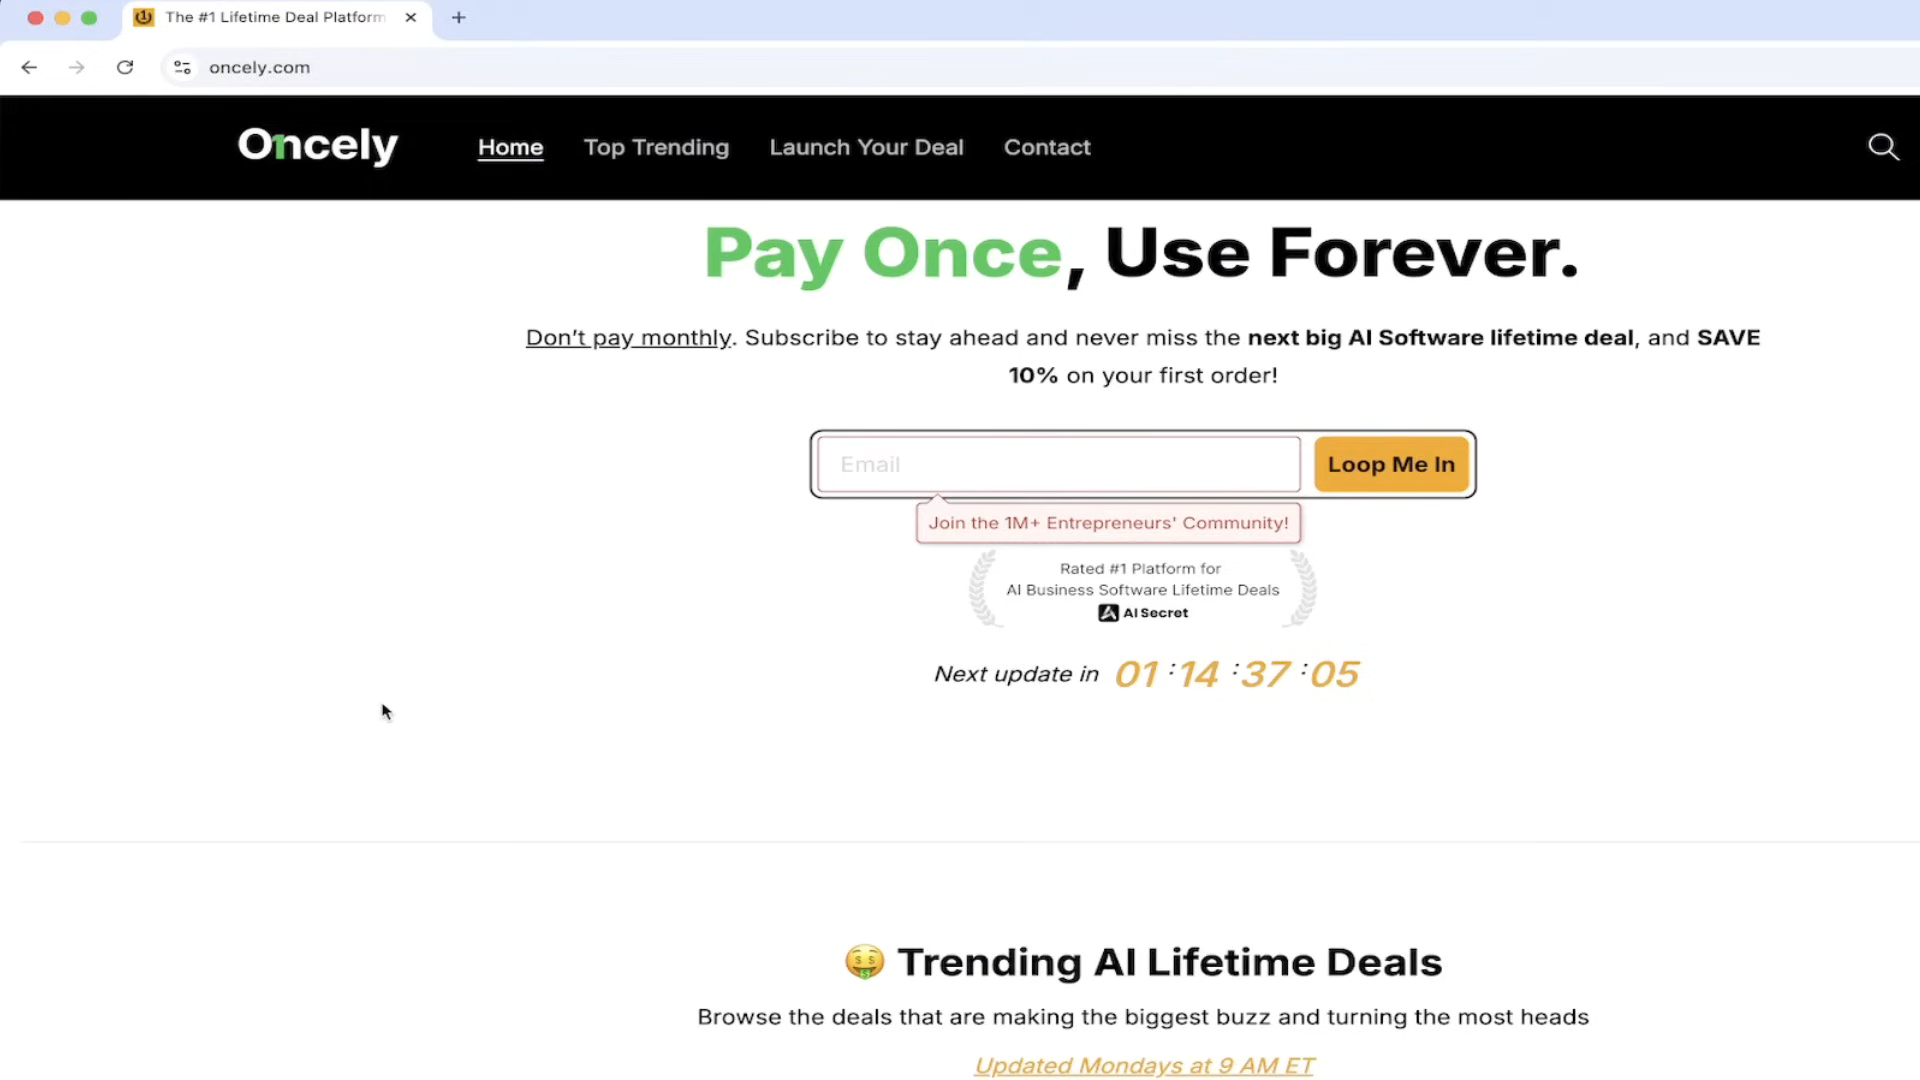 The #1 Lifetime Deal Platform
oncely.com
Oncely
Home
Top Trending
Launch Your Deal
Contact
Pay Once, Use Forever.
Don't pay monthly. Subscribe to stay ahead and never miss the next big AI Software lifetime deal, and SAVE
10% on your first order!
Email
Loop Me In
Join the 1M+ Entrepreneurs' Community!
Rated #1 Platform for
AI Business Software Lifetime Deals
AI Secret
Next update in 01 : 14 : 37 : 05
Trending AI Lifetime Deals
Browse the deals that are making the biggest buzz and turning the most heads
Updated Mondays at 9 AM ET